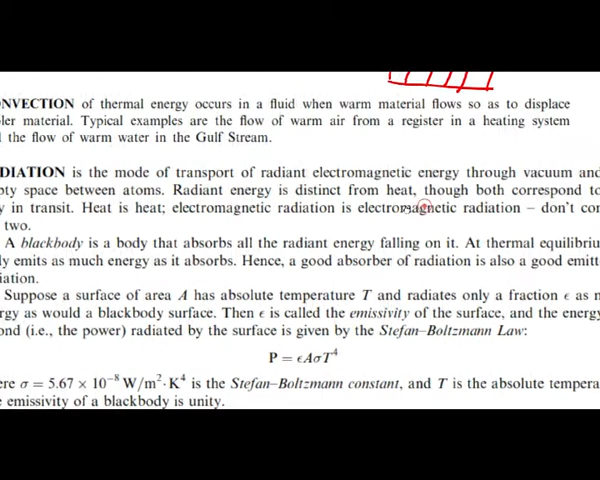 NVECTION of thermal energy occurs in a fluid when warm material flows so as to displace
ler material. Typical examples are the flow of warm air from a register in a heating system
the flow of warm water in the Gulf Stream.
DIATION is the mode of transport of radiant electromagnetic energy through vacuum and
pty space between atoms. Radiant energy is distinct from heat, though both correspond to
y in transit. Heat is heat; electromagnetic radiation is electromagnetic radiation – don't con
two.
A blackbody is a body that absorbs all the radiant energy falling on it. At thermal equilibriu
ly emits as much energy as it absorbs. Hence, a good absorber of radiation is also a good emitt
iation.
Suppose a surface of area A has absolute temperature T and radiates only a fraction ϵ as m
rgy as would a blackbody surface. Then ϵ is called the emissivity of the surface, and the energy
ond (i.e., the power) radiated by the surface is given by the Stefan–Boltzmann Law:
P = ϵAσT⁴
ere σ = 5.67 × 10⁻⁸ W/m²·K⁴ is the Stefan–Boltzmann constant, and T is the absolute tempera
e emissivity of a blackbody is unity.